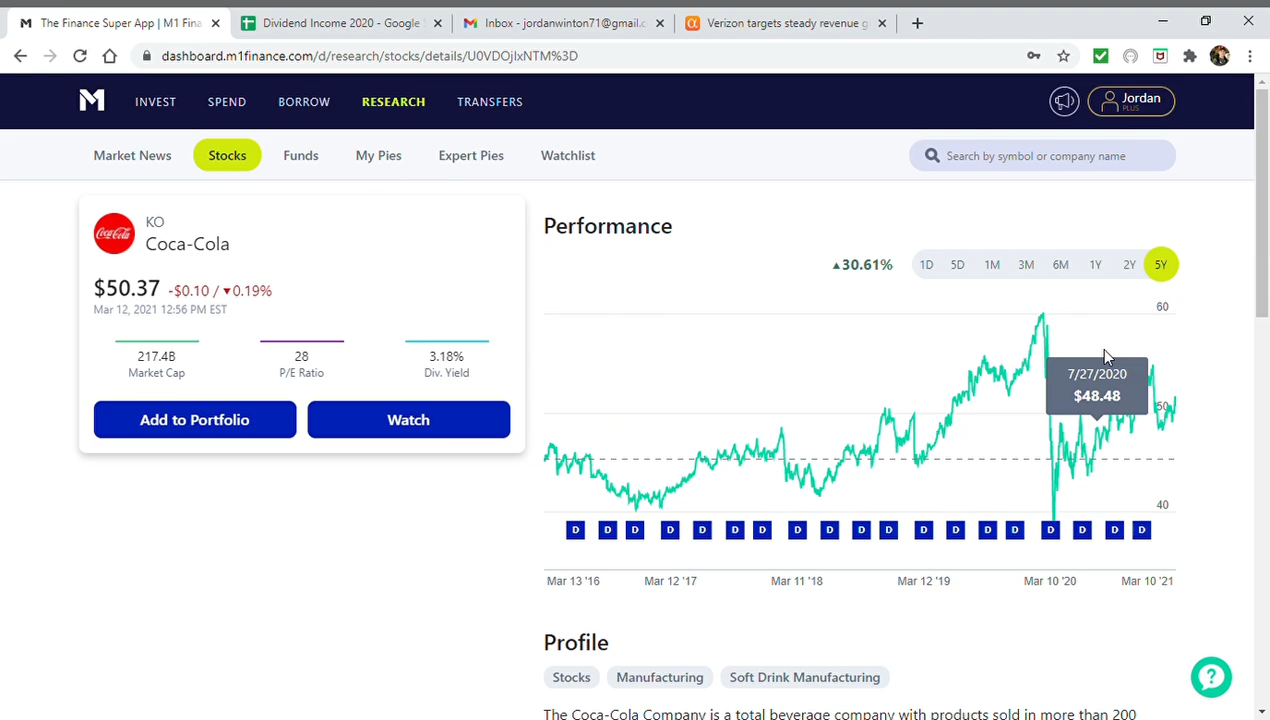 The Finance Super App | M1 Fina
Dividend Income 2020 - Google S
Inbox - jordanwinton71@gmail.c
Verizon targets steady revenue g
dashboard.m1finance.com/d/research/stocks/details/U0VDOjIxNTM%3D
M
INVEST
SPEND
BORROW
RESEARCH
TRANSFERS
Jordan
PLUS
Market News
Stocks
Funds
My Pies
Expert Pies
Watchlist
Search by symbol or company name
Coca-Cola
KO
Coca-Cola
$50.37 -$0.10 / ▼0.19%
Mar 12, 2021 12:56 PM EST
217.4B
Market Cap
28
P/E Ratio
3.18%
Div. Yield
Add to Portfolio
Watch
Performance
▲30.61%
1D 5D 1M 3M 6M 1Y 2Y 5Y
60
7/27/2020
$48.48
50
40
D D D D D D D D D D D D D D D D D D D
Mar 13 '16 Mar 12 '17 Mar 11 '18 Mar 12 '19 Mar 10 '20 Mar 10 '21
Profile
Stocks
Manufacturing
Soft Drink Manufacturing
The Coca-Cola Company is a total beverage company with products sold in more than 200
?